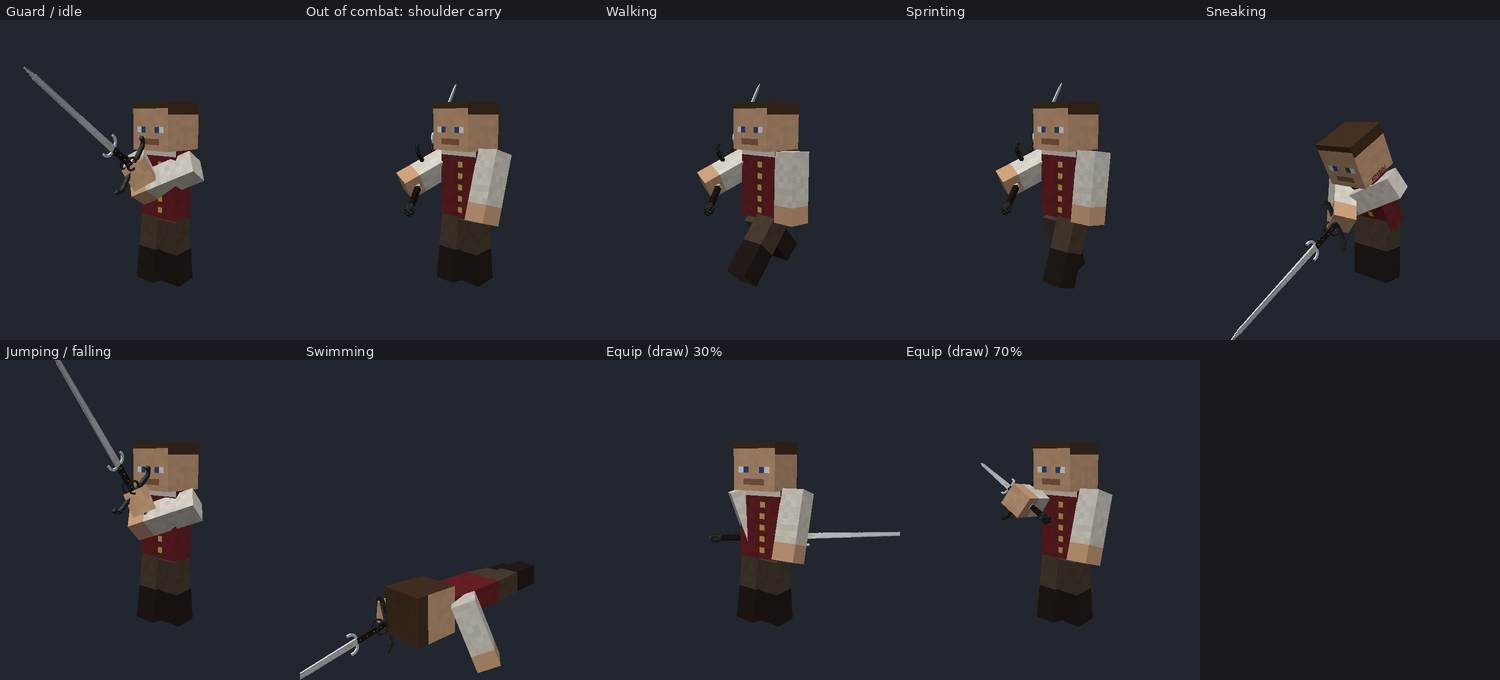 Guard / idle
Out of combat: shoulder carry
Walking
Sprinting
Sneaking
Jumping / falling
Swimming
Equip (draw) 30%
Equip (draw) 70%